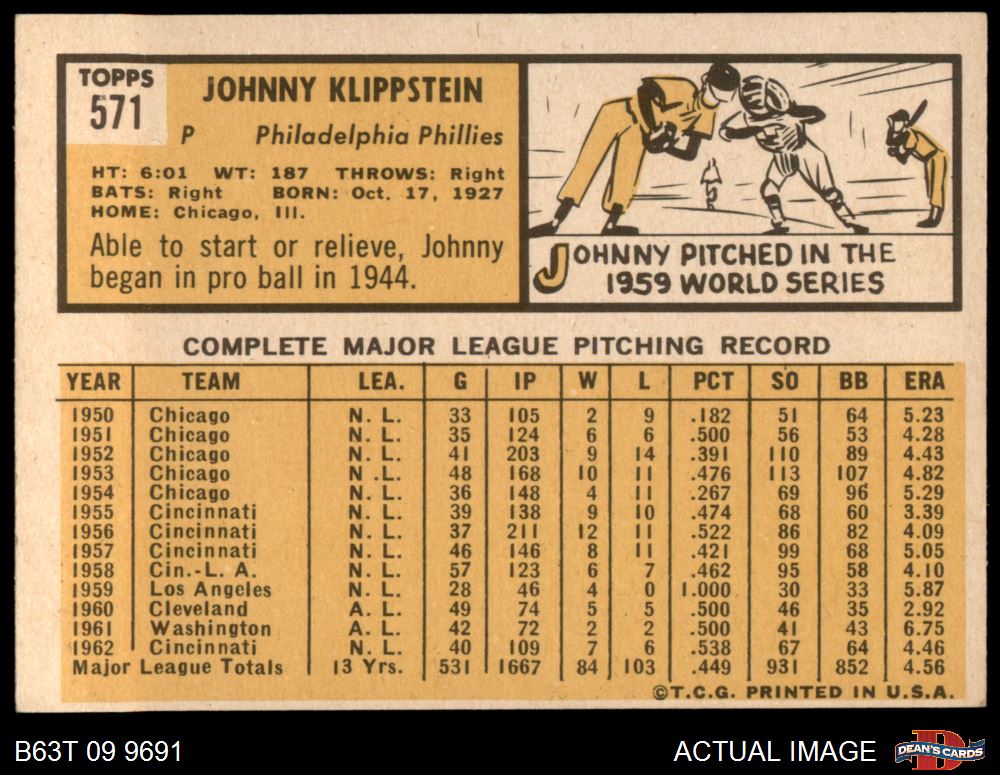 TOPPS
571
JOHNNY KLIPPSTEIN
P Philadelphia Phillies
HT: 6:01 WT: 187 THROWS: Right
BATS: Right BORN: Oct. 17, 1927
HOME: Chicago, Ill.
Able to start or relieve, Johnny
began in pro ball in 1944.
JOHNNY PITCHED IN THE
1959 WORLD SERIES
COMPLETE MAJOR LEAGUE PITCHING RECORD
YEAR TEAM LEA. G IP W L PCT SO BB ERA
1950 Chicago N. L. 33 105 2 9 .182 51 64 5.23
1951 Chicago N. L. 35 124 6 6 .500 56 53 4.28
1952 Chicago N. L. 41 203 9 14 .391 110 89 4.43
1953 Chicago N .L. 48 168 10 11 .476 113 107 4.82
1954 Chicago N. L. 36 148 4 11 .267 69 96 5.29
1955 Cincinnati N. L. 39 138 9 10 .474 68 60 3.39
1956 Cincinnati N. L. 37 211 12 11 .522 86 82 4.09
1957 Cincinnati N. L. 46 146 8 11 .421 99 68 5.05
1958 Cin.-L. A. N. L. 57 123 6 7 .462 95 58 4.10
1959 Los Angeles N. L. 28 46 4 0 1.000 30 33 5.87
1960 Cleveland A. L. 49 74 5 5 .500 46 35 2.92
1961 Washington A. L. 42 72 2 2 .500 41 43 6.75
1962 Cincinnati N. L. 40 109 7 6 .538 67 64 4.46
Major League Totals 13 Yrs. 531 1667 84 103 .449 931 852 4.56
©T.C.G. PRINTED IN U.S.A.
B63T 09 9691
ACTUAL IMAGE
D
DEAN'S CARDS